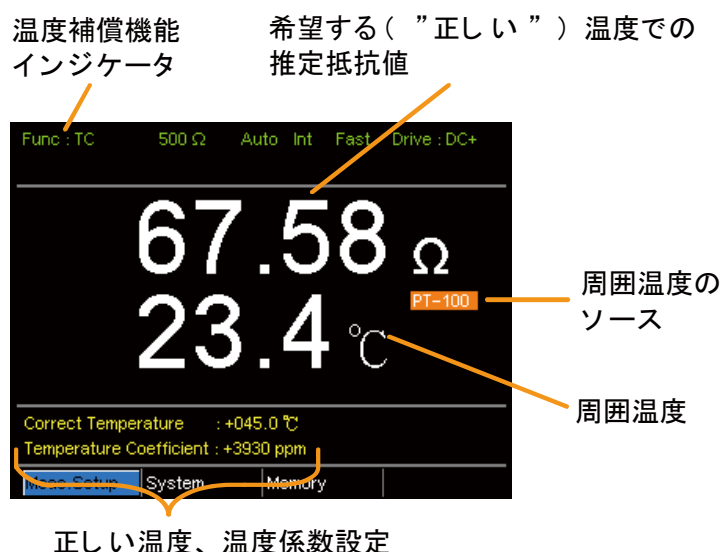 温度補償機能
インジケータ
希望する( ”正しい ” ) 温度での
推定抵抗値
Func : TC 500 Ω Auto Int Fast Drive : DC+
67.58 Ω
PT-100
23.4 ℃
周囲温度の
ソース
周囲温度
Correct Temperature : +045.0 ℃
Temperature Coefficient : +3930 ppm
Meas.Setup System Memory
正しい温度、温度係数設定